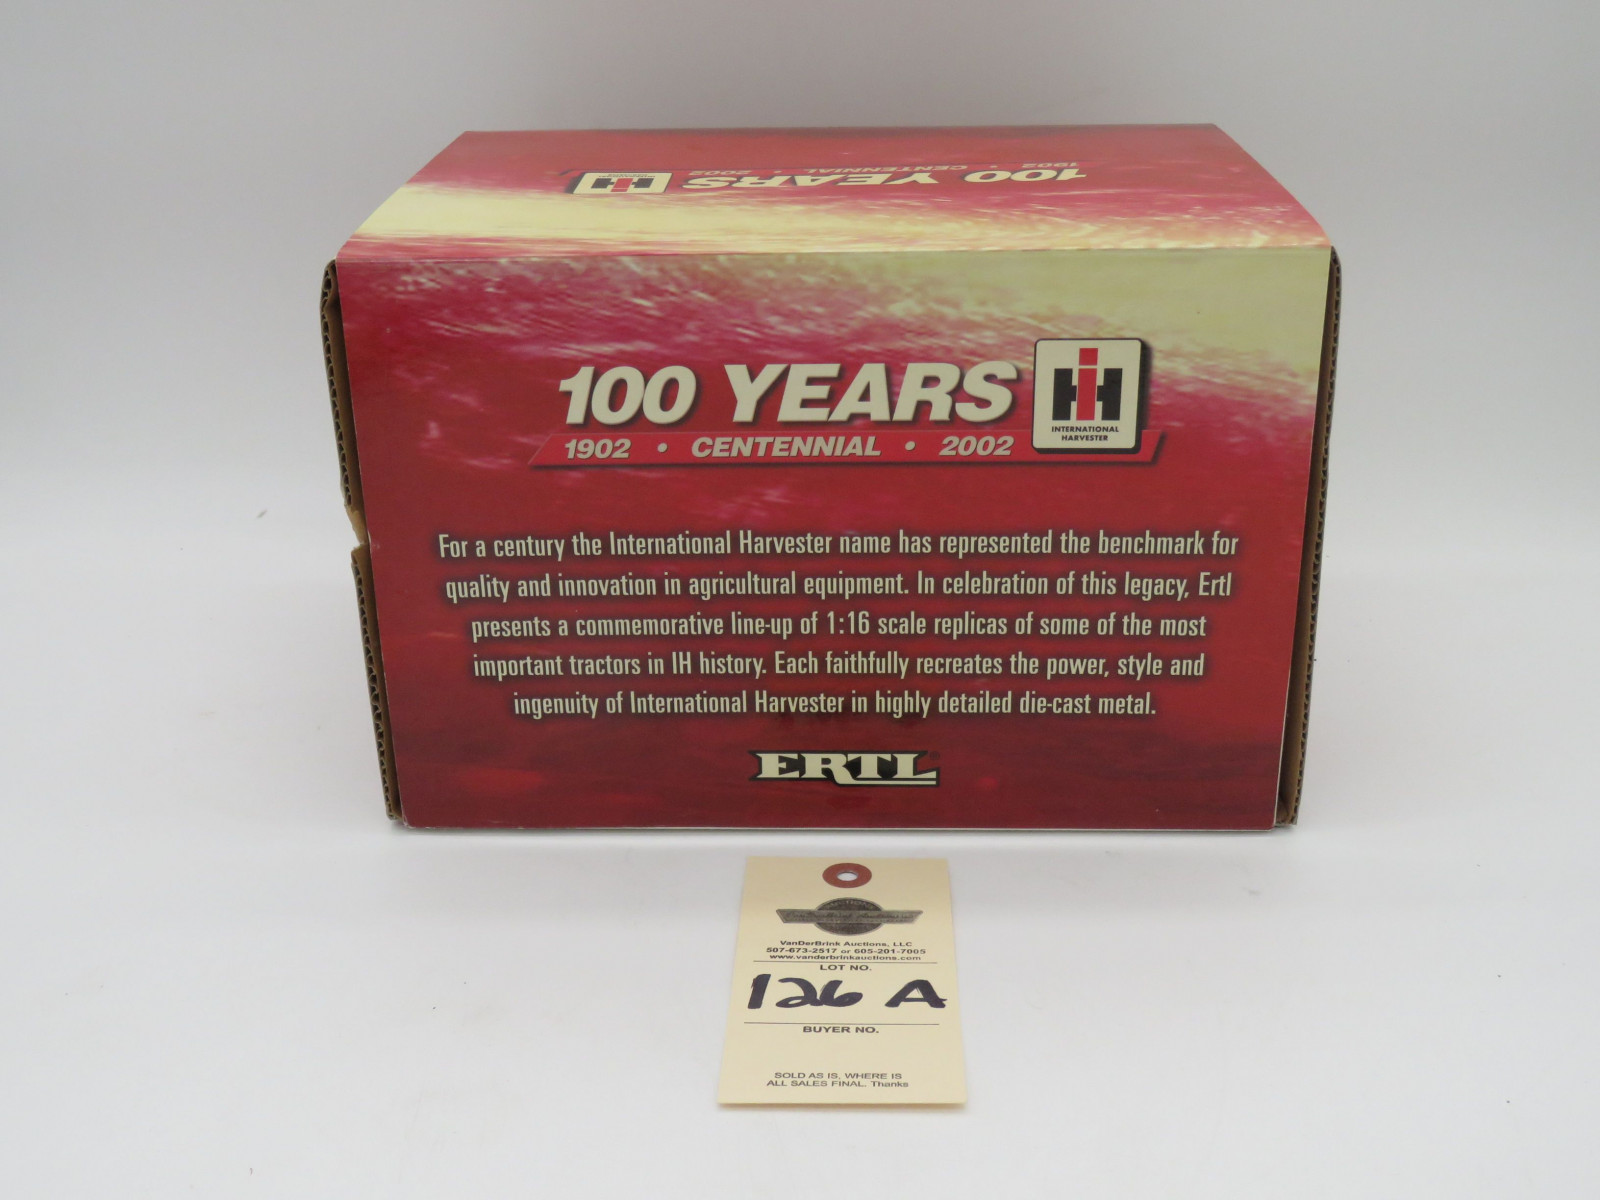 1902 • CENTENNIAL • 2002
100 YEARS
IH
100 YEARS
1902 • CENTENNIAL • 2002
IH
INTERNATIONAL
HARVESTER
For a century the International Harvester name has represented the benchmark for
quality and innovation in agricultural equipment. In celebration of this legacy, Ertl
presents a commemorative line-up of 1:16 scale replicas of some of the most
important tractors in IH history. Each faithfully recreates the power, style and
ingenuity of International Harvester in highly detailed die-cast metal.
ERTL®
VanDerBrink Auctions, LLC
507-673-2517 or 605-201-7005
www.vanderbrinkauctions.com
LOT NO.
126 A
BUYER NO.
SOLD AS IS, WHERE IS
ALL SALES FINAL. Thanks